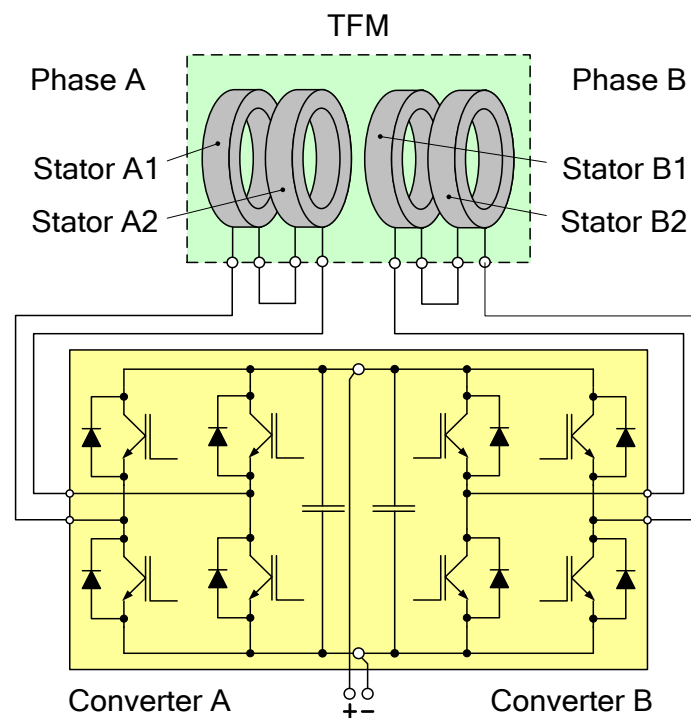 TFM
Phase A
Phase B
Stator A1
Stator B1
Stator A2
Stator B2
Converter A
+ −
Converter B